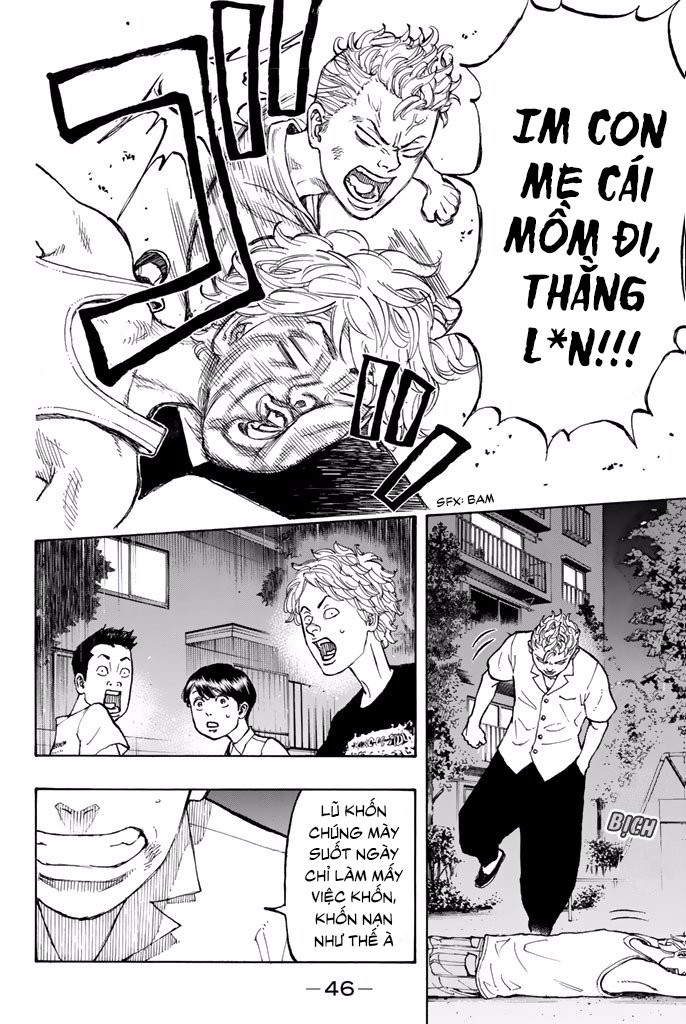 IM CON
MẸ CÁI
MỒM ĐI,
THẰNG
L*N!!!
SFX: BAM
BỊCH
LŨ KHỐN
CHÚNG MÀY
SUỐT NGÀY
CHỈ LÀM MẤY
VIỆC KHỐN,
KHỐN NẠN
NHƯ THẾ À
—46—